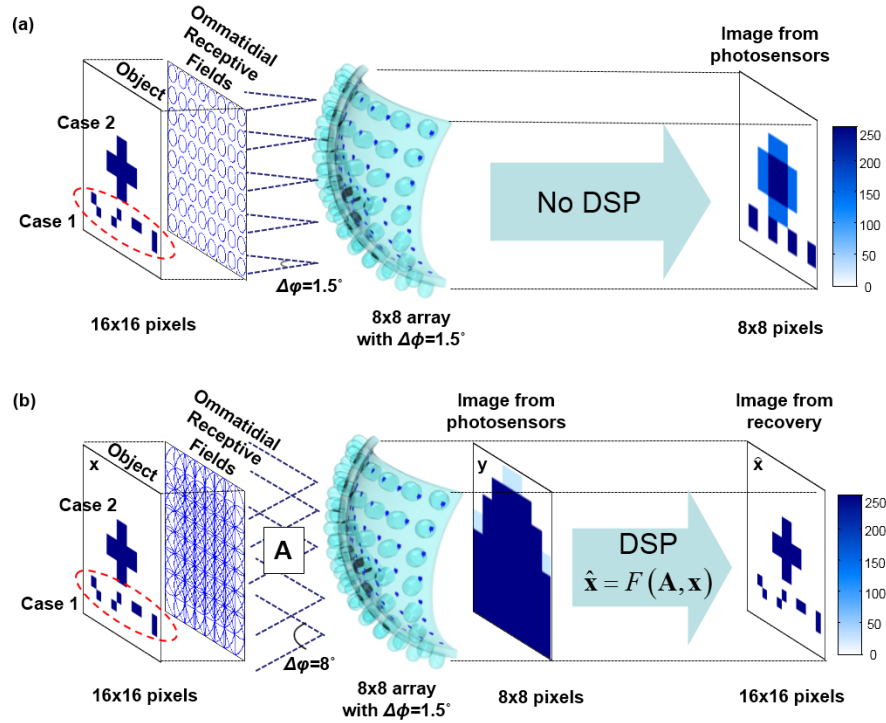 (a)
Object
Ommatidial
Receptive
Fields
Case 2
Case 1
16x16 pixels
Δφ=1.5°
8x8 array
with Δϕ=1.5°
No DSP
Image from
photosensors
8x8 pixels
250
200
150
100
50
0
(b)
x
Object
Ommatidial
Receptive
Fields
Case 2
Case 1
16x16 pixels
A
Δφ=8°
8x8 array
with Δϕ=1.5°
Image from
photosensors
y
8x8 pixels
DSP
x̂ = F(A, x)
Image from
recovery
x̂
16x16 pixels
250
200
150
100
50
0